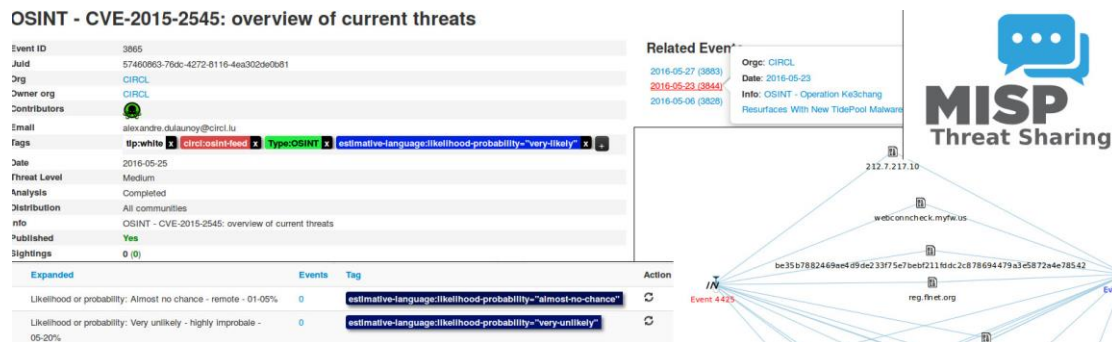 OSINT - CVE-2015-2545: overview of current threats
Event ID 3865
Uuid 57460863-76dc-4272-8116-4ea302de0b81
Org CIRCL
Owner org CIRCL
Contributors
Email alexandre.dulaunoy@circl.lu
Tags tlp:white x circl:osint-feed x Type:OSINT x estimative-language:likelihood-probability="very-likely" x +
Date 2016-05-25
Threat Level Medium
Analysis Completed
Distribution All communities
Info OSINT - CVE-2015-2545: overview of current threats
Published Yes
Sightings 0 (0)
Related Event
2016-05-27 (3883)
2016-05-23 (3844)
2016-05-06 (3828)
Orgc: CIRCL
Date: 2016-05-23
Info: OSINT - Operation Ke3chang
Resurfaces With New TidePool Malware
MISP
Threat Sharing
212.7.217.10
webconncheck.myfw.us
be35b7882469ae4d9de233f75e7bebf211fddc2c878694479a3e5872a4e78542
reg.flnet.org
Event 4425
Expanded Events Tag Action
Likelihood or probability: Almost no chance - remote - 01-05% 0 estimative-language:likelihood-probability="almost-no-chance"
Likelihood or probability: Very unlikely - highly improbale - 0 estimative-language:likelihood-probability="very-unlikely"
05-20%